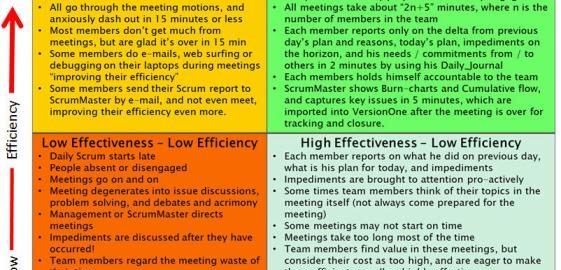 All go through the meeting motions, and
anxiously dash out in 15 minutes or less
Most members don't get much from
meetings, but are glad it's over in 15 min
Some members do e-mails, web surfing or
debugging on their laptops during meetings
"improving their efficiency"
Some members send their Scrum report to
ScrumMaster by e-mail, and not even meet,
improving their efficiency even more.
All meetings take about "2n+5" minutes, where n is the
number of members in the team
Each member reports only on the delta from previous
day's plan and reasons, today's plan, impediments on
the horizon, and his needs / commitments from / to
others in 2 minutes by using his Daily_Journal
Each members holds himself accountable to the team
ScrumMaster shows Burn-charts and Cumulative flow,
and captures key issues in 5 minutes, which are
imported into VersionOne after the meeting is over for
tracking and closure.
Efficiency
Low Effectiveness - Low Efficiency
Daily Scrum starts late
People absent or disengaged
Meetings go on and on
Meeting degenerates into issue discussions,
problem solving, and debates and acrimony
Management or ScrumMaster directs
meetings
Impediments are discussed after they have
occurred!
Team members regard the meeting waste of
High Effectiveness - Low Efficiency
Each member reports on what he did on previous day,
what is his plan for today, and impediments
Impediments are brought to attention pro-actively
Some times team members think of their topics in the
meeting itself (not always come prepared for the
meeting)
Some meetings may not start on time
Meetings take too long most of the time
Team members find value in these meetings, but
consider their cost as too high, and are eager to make